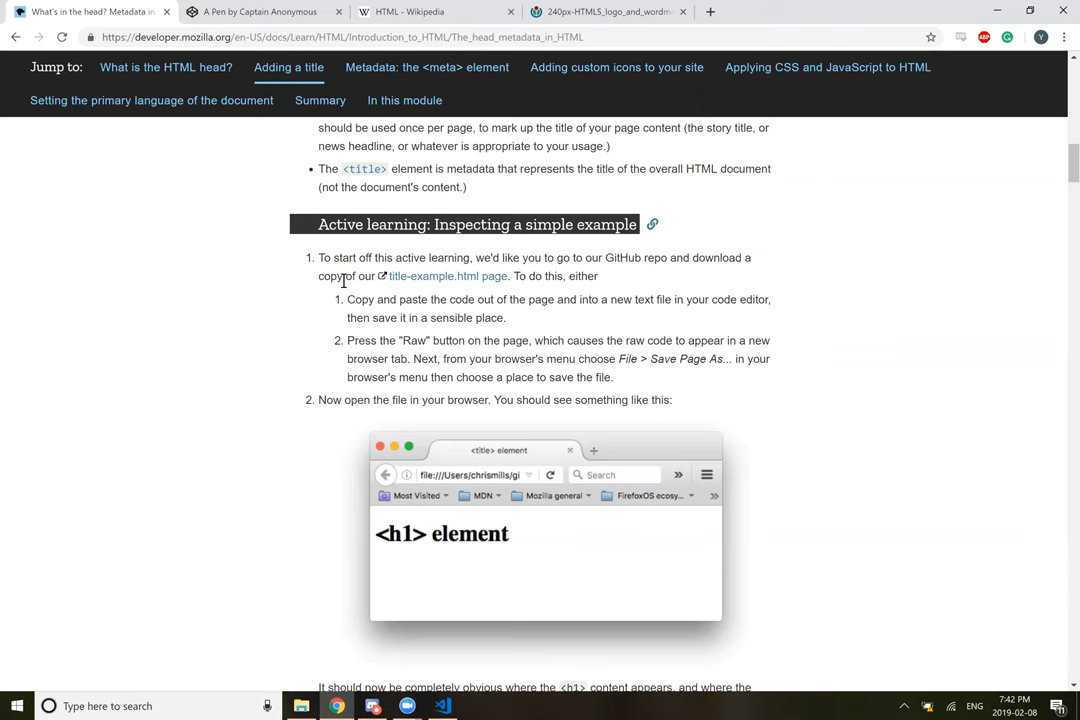 What's in the head? Metadata in
A Pen by Captain Anonymous
HTML - Wikipedia
240px-HTML5_logo_and_wordm
https://developer.mozilla.org/en-US/docs/Learn/HTML/Introduction_to_HTML/The_head_metadata_in_HTML
ABP
Y
Jump to:
What is the HTML head?
Adding a title
Metadata: the <meta> element
Adding custom icons to your site
Applying CSS and JavaScript to HTML
Setting the primary language of the document
Summary
In this module
should be used once per page, to mark up the title of your page content (the story title, or
news headline, or whatever is appropriate to your usage.)
• The <title> element is metadata that represents the title of the overall HTML document
(not the document's content.)
Active learning: Inspecting a simple example
1. To start off this active learning, we'd like you to go to our GitHub repo and download a
copy of our title-example.html page. To do this, either
1. Copy and paste the code out of the page and into a new text file in your code editor,
then save it in a sensible place.
2. Press the "Raw" button on the page, which causes the raw code to appear in a new
browser tab. Next, from your browser's menu choose File > Save Page As... in your
browser's menu then choose a place to save the file.
2. Now open the file in your browser. You should see something like this:
<title> element
file:///Users/chrismills/gi
Search
Most Visited
MDN
Mozilla general
FirefoxOS ecosy...
<h1> element
It should now be completely obvious where the <h1> content appears, and where the
Type here to search
ENG
7:42 PM
2019-02-08